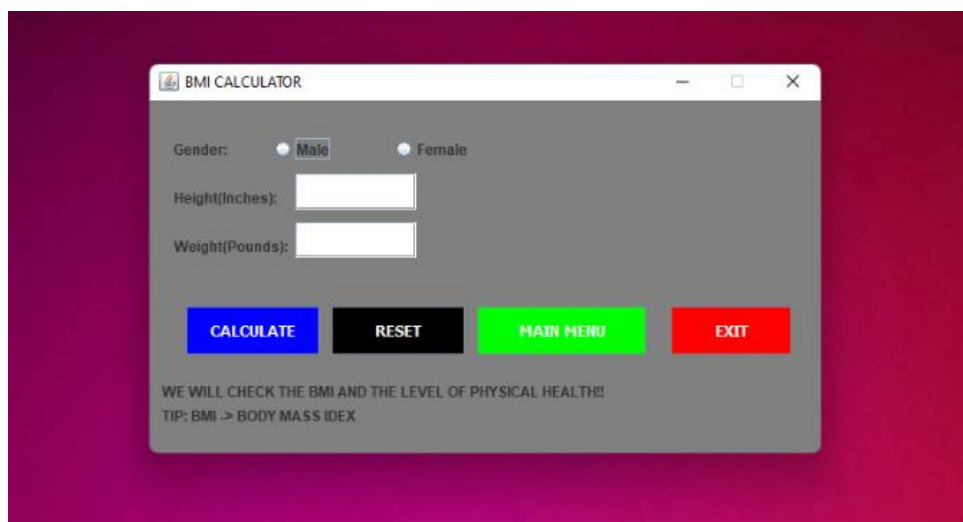 BMI CALCULATOR
Gender: Male Female
Height(Inches):
Weight(Pounds):
CALCULATE RESET MAIN MENU EXIT
WE WILL CHECK THE BMI AND THE LEVEL OF PHYSICAL HEALTH!!
TIP: BMI -> BODY MASS IDEX